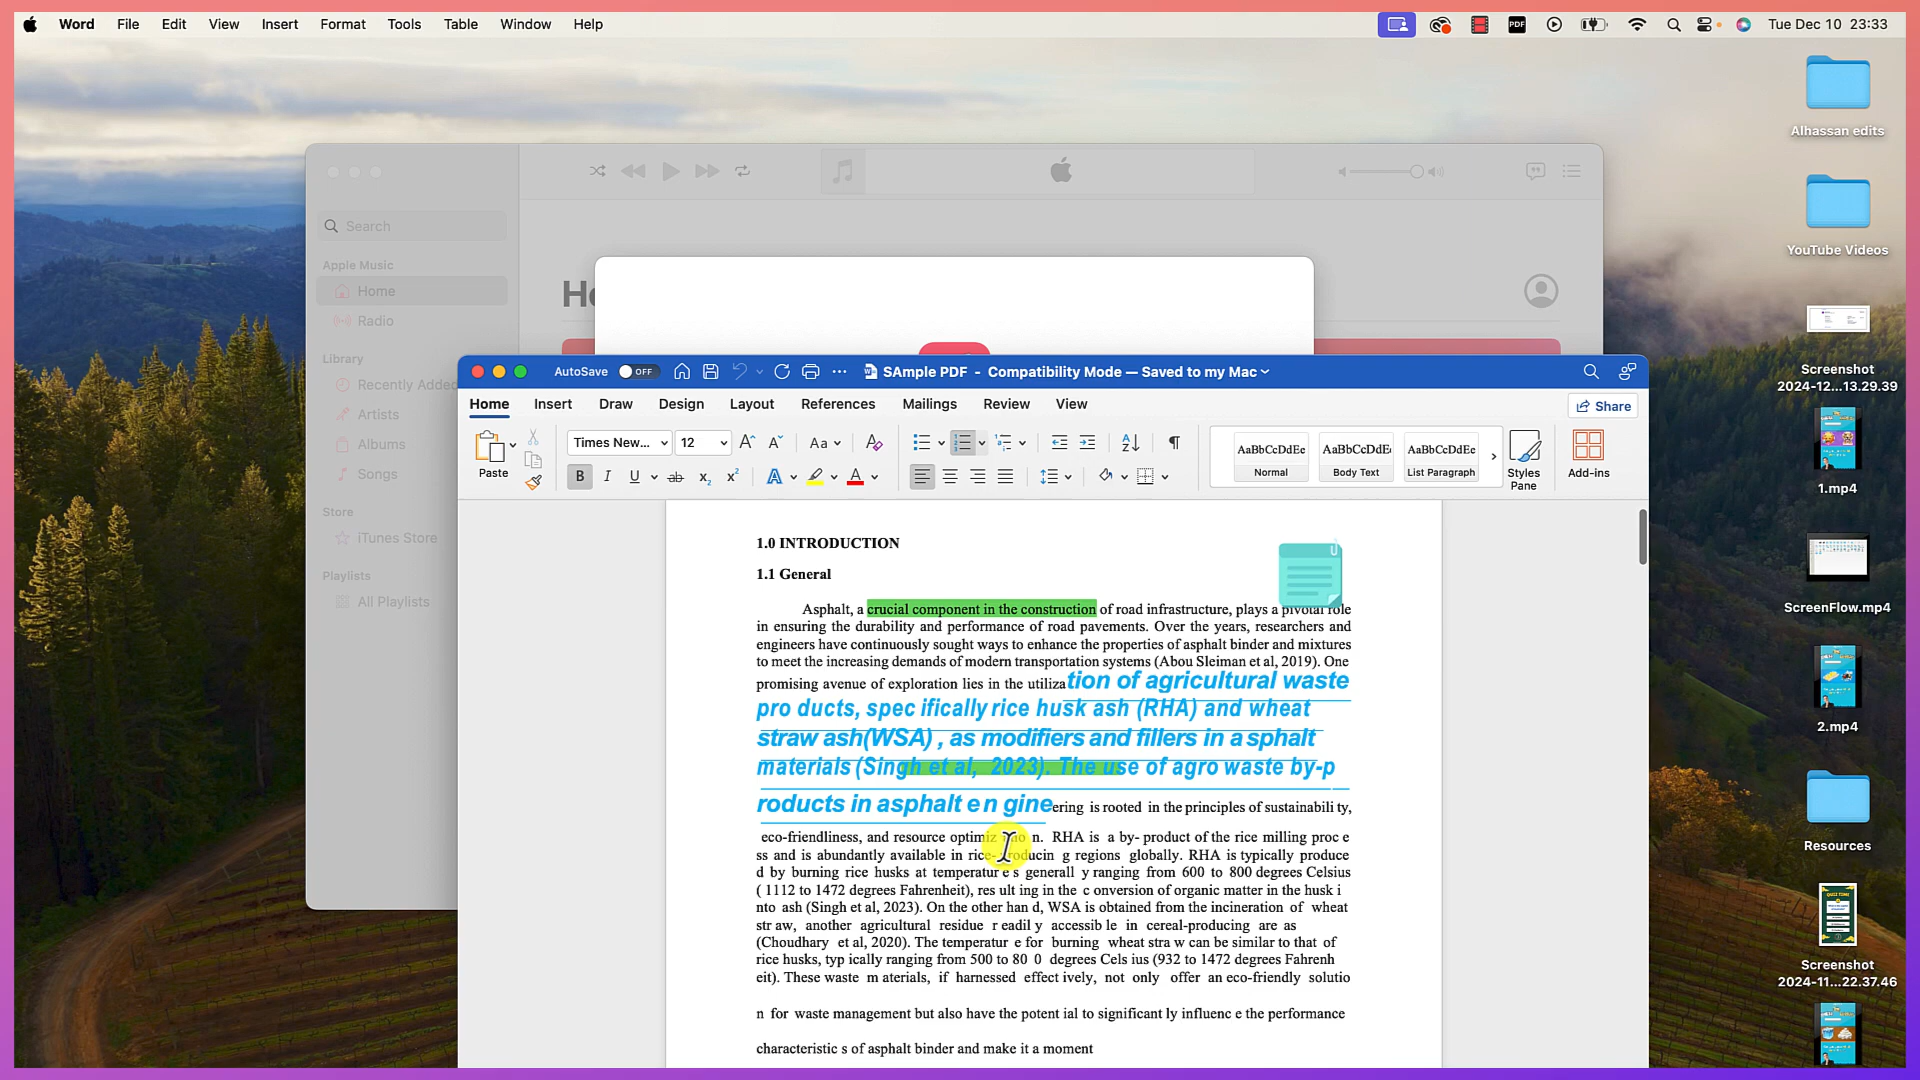 Word File Edit View Insert Format Tools Table Window Help
PDF
Tue Dec 10 23:33
Alhassan edits
YouTube Videos
Screenshot
2024-12...13.29.39
1.mp4
ScreenFlow.mp4
2.mp4
Resources
Screenshot
2024-11...22.37.46
Search
Apple Music
Home
Radio
Library
Recently Added
Artists
Albums
Songs
Store
iTunes Store
Playlists
All Playlists
AutoSave OFF
SAmple PDF - Compatibility Mode — Saved to my Mac
Home Insert Draw Design Layout References Mailings Review View
Share
Paste
Times New... 12
Aa
AaBbCcDdEe AaBbCcDdEe AaBbCcDdEe
Normal Body Text List Paragraph
Styles
Pane
Add-ins
1.0 INTRODUCTION
1.1 General
Asphalt, a crucial component in the construction of road infrastructure, plays a pivotal role
in ensuring the durability and performance of road pavements. Over the years, researchers and
engineers have continuously sought ways to enhance the properties of asphalt binder and mixtures
to meet the increasing demands of modern transportation systems (Abou Sleiman et al, 2019). One
promising avenue of exploration lies in the utilization of agricultural waste
pro ducts, spec ifically rice husk ash (RHA) and wheat
straw ash(WSA) , as modifiers and fillers in a sphalt
materials (Singh et al, 2023). The use of agro waste by-p
roducts in asphalt e n gineering is rooted in the principles of sustainabili ty,
eco-friendliness, and resource optimiz n. RHA is a by- product of the rice milling proc e
ss and is abundantly available in rice-producin g regions globally. RHA is typically produce
d by burning rice husks at temperatur e s generall y ranging from 600 to 800 degrees Celsius
( 1112 to 1472 degrees Fahrenheit), res ult ing in the c onversion of organic matter in the husk i
nto ash (Singh et al, 2023). On the other han d, WSA is obtained from the incineration of wheat
str aw, another agricultural residue r eadil y accessib le in cereal-producing are as
(Choudhary et al, 2020). The temperatur e for burning wheat stra w can be similar to that of
rice husks, typ ically ranging from 500 to 80 0 degrees Cels ius (932 to 1472 degrees Fahrenh
eit). These waste m aterials, if harnessed effect ively, not only offer an eco-friendly solutio
n for waste management but also have the potent ial to significant ly influenc e the performance
characteristic s of asphalt binder and make it a moment